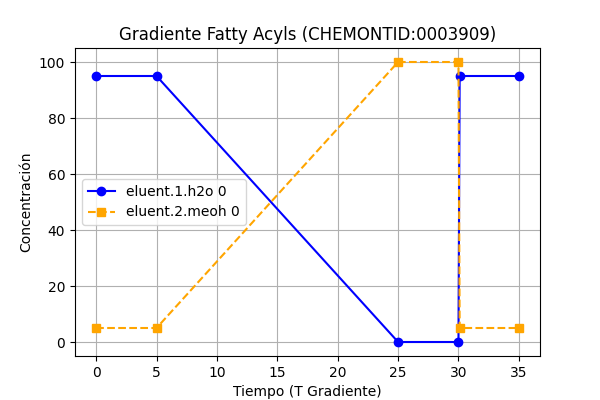 Gradiente Fatty Acyls (CHEMONTID:0003909)
Concentración
100
80
60
40
20
0
eluent.1.h2o 0
eluent.2.meoh 0
0 5 10 15 20 25 30 35
Tiempo (T Gradiente)